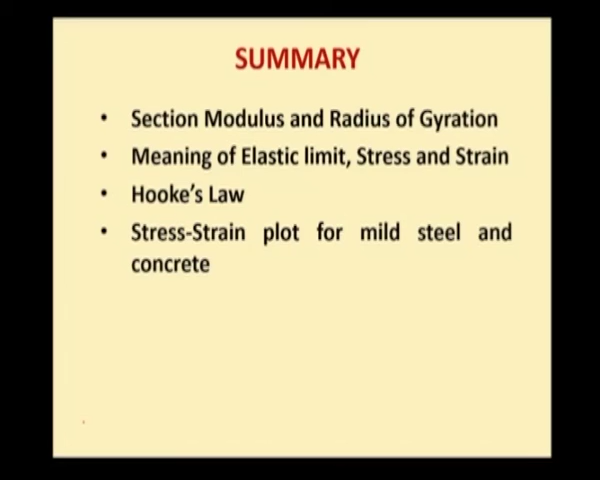 SUMMARY
• Section Modulus and Radius of Gyration
• Meaning of Elastic limit, Stress and Strain
• Hooke's Law
• Stress-Strain plot for mild steel and
concrete